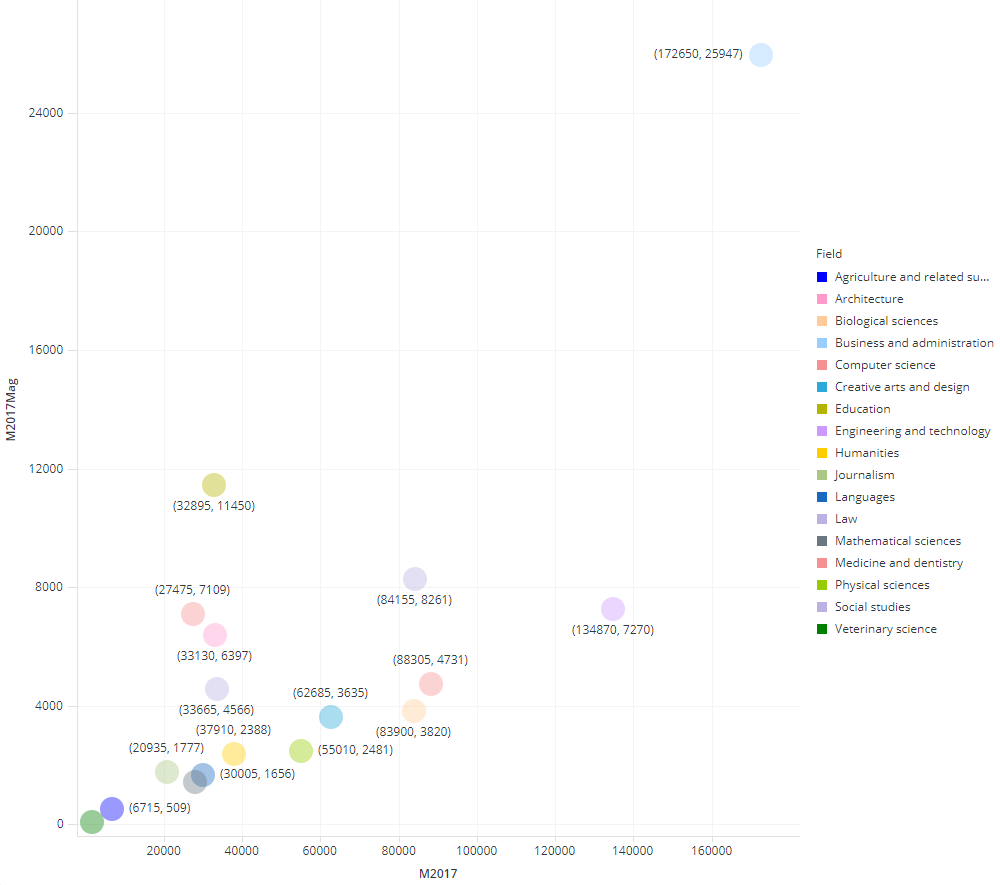 (172650, 25947)
24000
20000
16000
12000
8000
4000
0
M2017Mag
(32895, 11450)
(27475, 7109)
(84155, 8261)
(33130, 6397)
(134870, 7270)
(88305, 4731)
(62685, 3635)
(33665, 4566)
(37910, 2388)
(83900, 3820)
(20935, 1777)
(55010, 2481)
(30005, 1656)
(6715, 509)
20000
40000
60000
80000
100000
120000
140000
160000
M2017
Field
Agriculture and related su...
Architecture
Biological sciences
Business and administration
Computer science
Creative arts and design
Education
Engineering and technology
Humanities
Journalism
Languages
Law
Mathematical sciences
Medicine and dentistry
Physical sciences
Social studies
Veterinary science